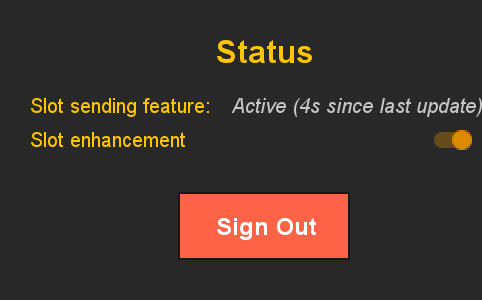 Status
Slot sending feature: Active (4s since last update)
Slot enhancement
Sign Out